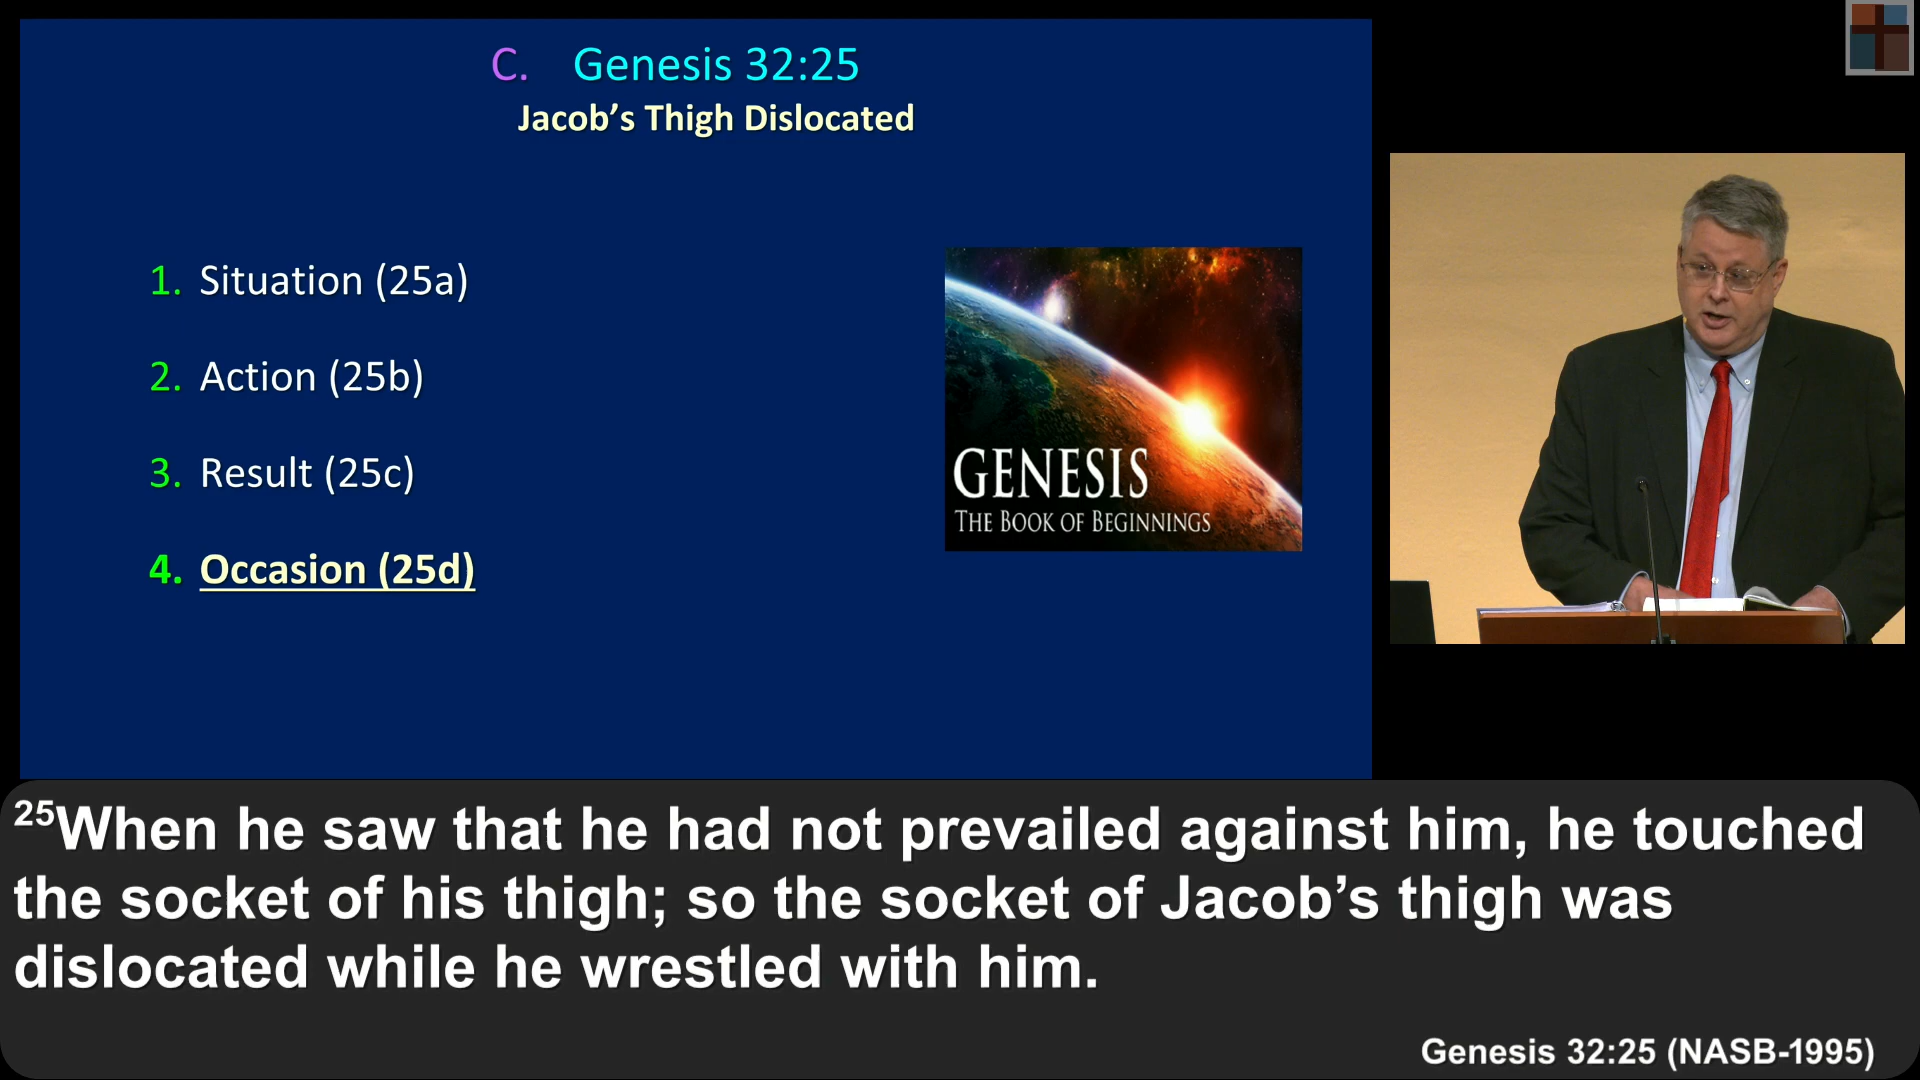 C. Genesis 32:25
Jacob’s Thigh Dislocated
1. Situation (25a)
2. Action (25b)
3. Result (25c)
4. Occasion (25d)
GENESIS
THE BOOK OF BEGINNINGS
25When he saw that he had not prevailed against him, he touched
the socket of his thigh; so the socket of Jacob’s thigh was
dislocated while he wrestled with him.
Genesis 32:25 (NASB-1995)